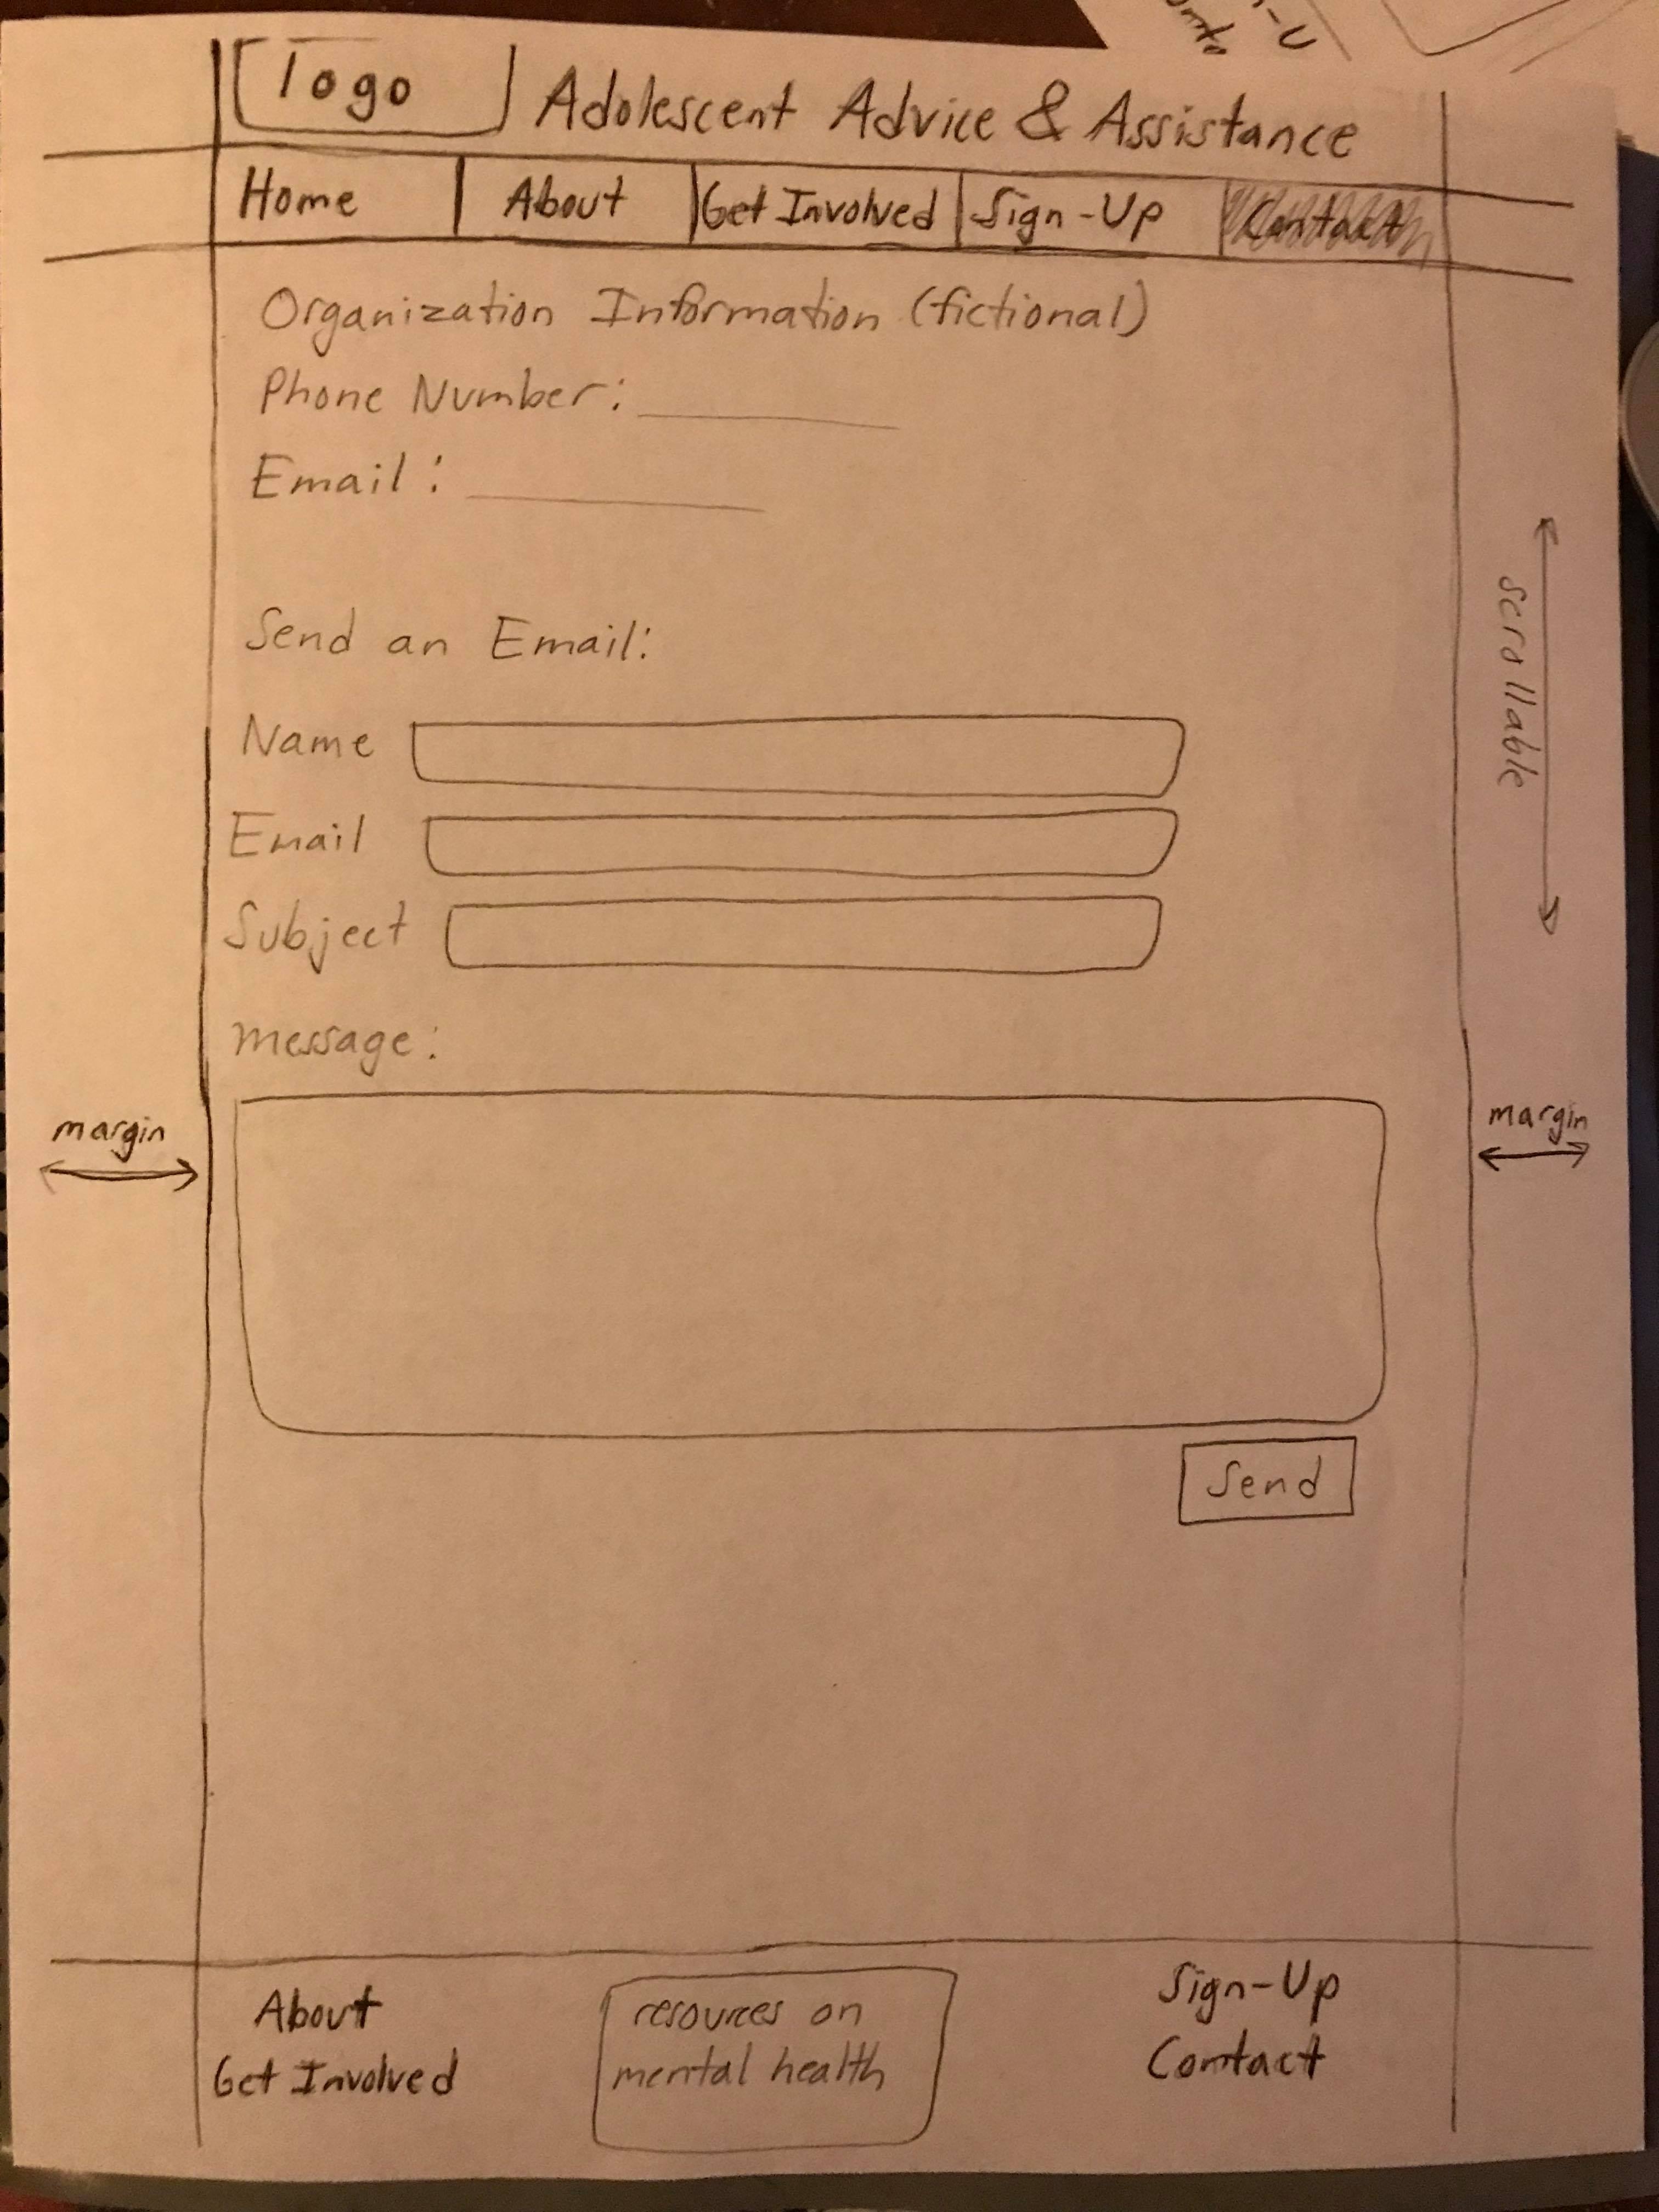 logo
Adolescent Advice & Assistance
Home
About
Get Involved
Sign-Up
Contact
Organization Information (fictional)
Phone Number:
Email:
Send an Email:
Name
Email
Subject
message:
Send
scrollable
margin
margin
About
Get Involved
resources on
mental health
Sign-Up
Contact